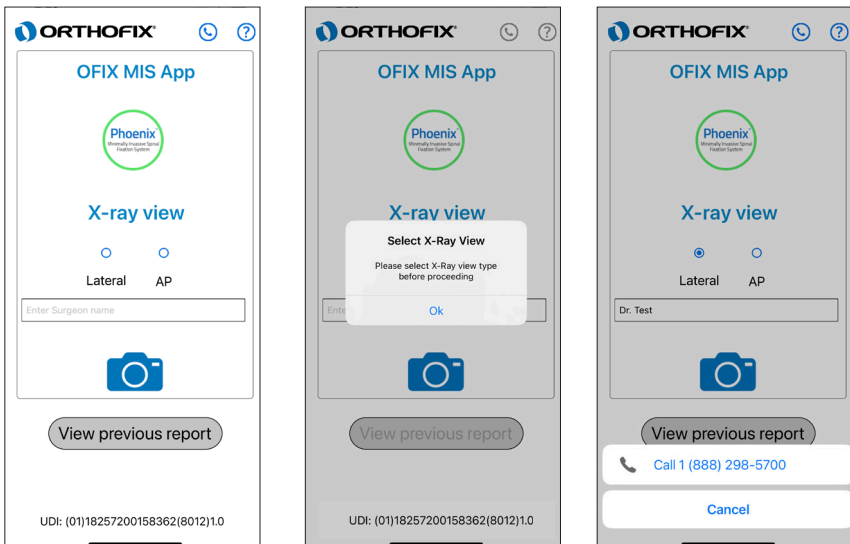 ORTHOFIX®
?
OFIX MIS App
Phoenix™
Minimally Invasive Spinal
Fixation System
X-ray view
Lateral AP
Enter Surgeon name
View previous report
UDI: (01)18257200158362(8012)1.0
ORTHOFIX®
?
OFIX MIS App
Phoenix™
Minimally Invasive Spinal
Fixation System
X-ray view
Select X-Ray View
Please select X-Ray view type
before proceeding
Ok
Ente
View previous report
UDI: (01)18257200158362(8012)1.0
ORTHOFIX®
?
OFIX MIS App
Phoenix™
Minimally Invasive Spinal
Fixation System
X-ray view
Lateral AP
Dr. Test
View previous report
Call 1 (888) 298-5700
Cancel